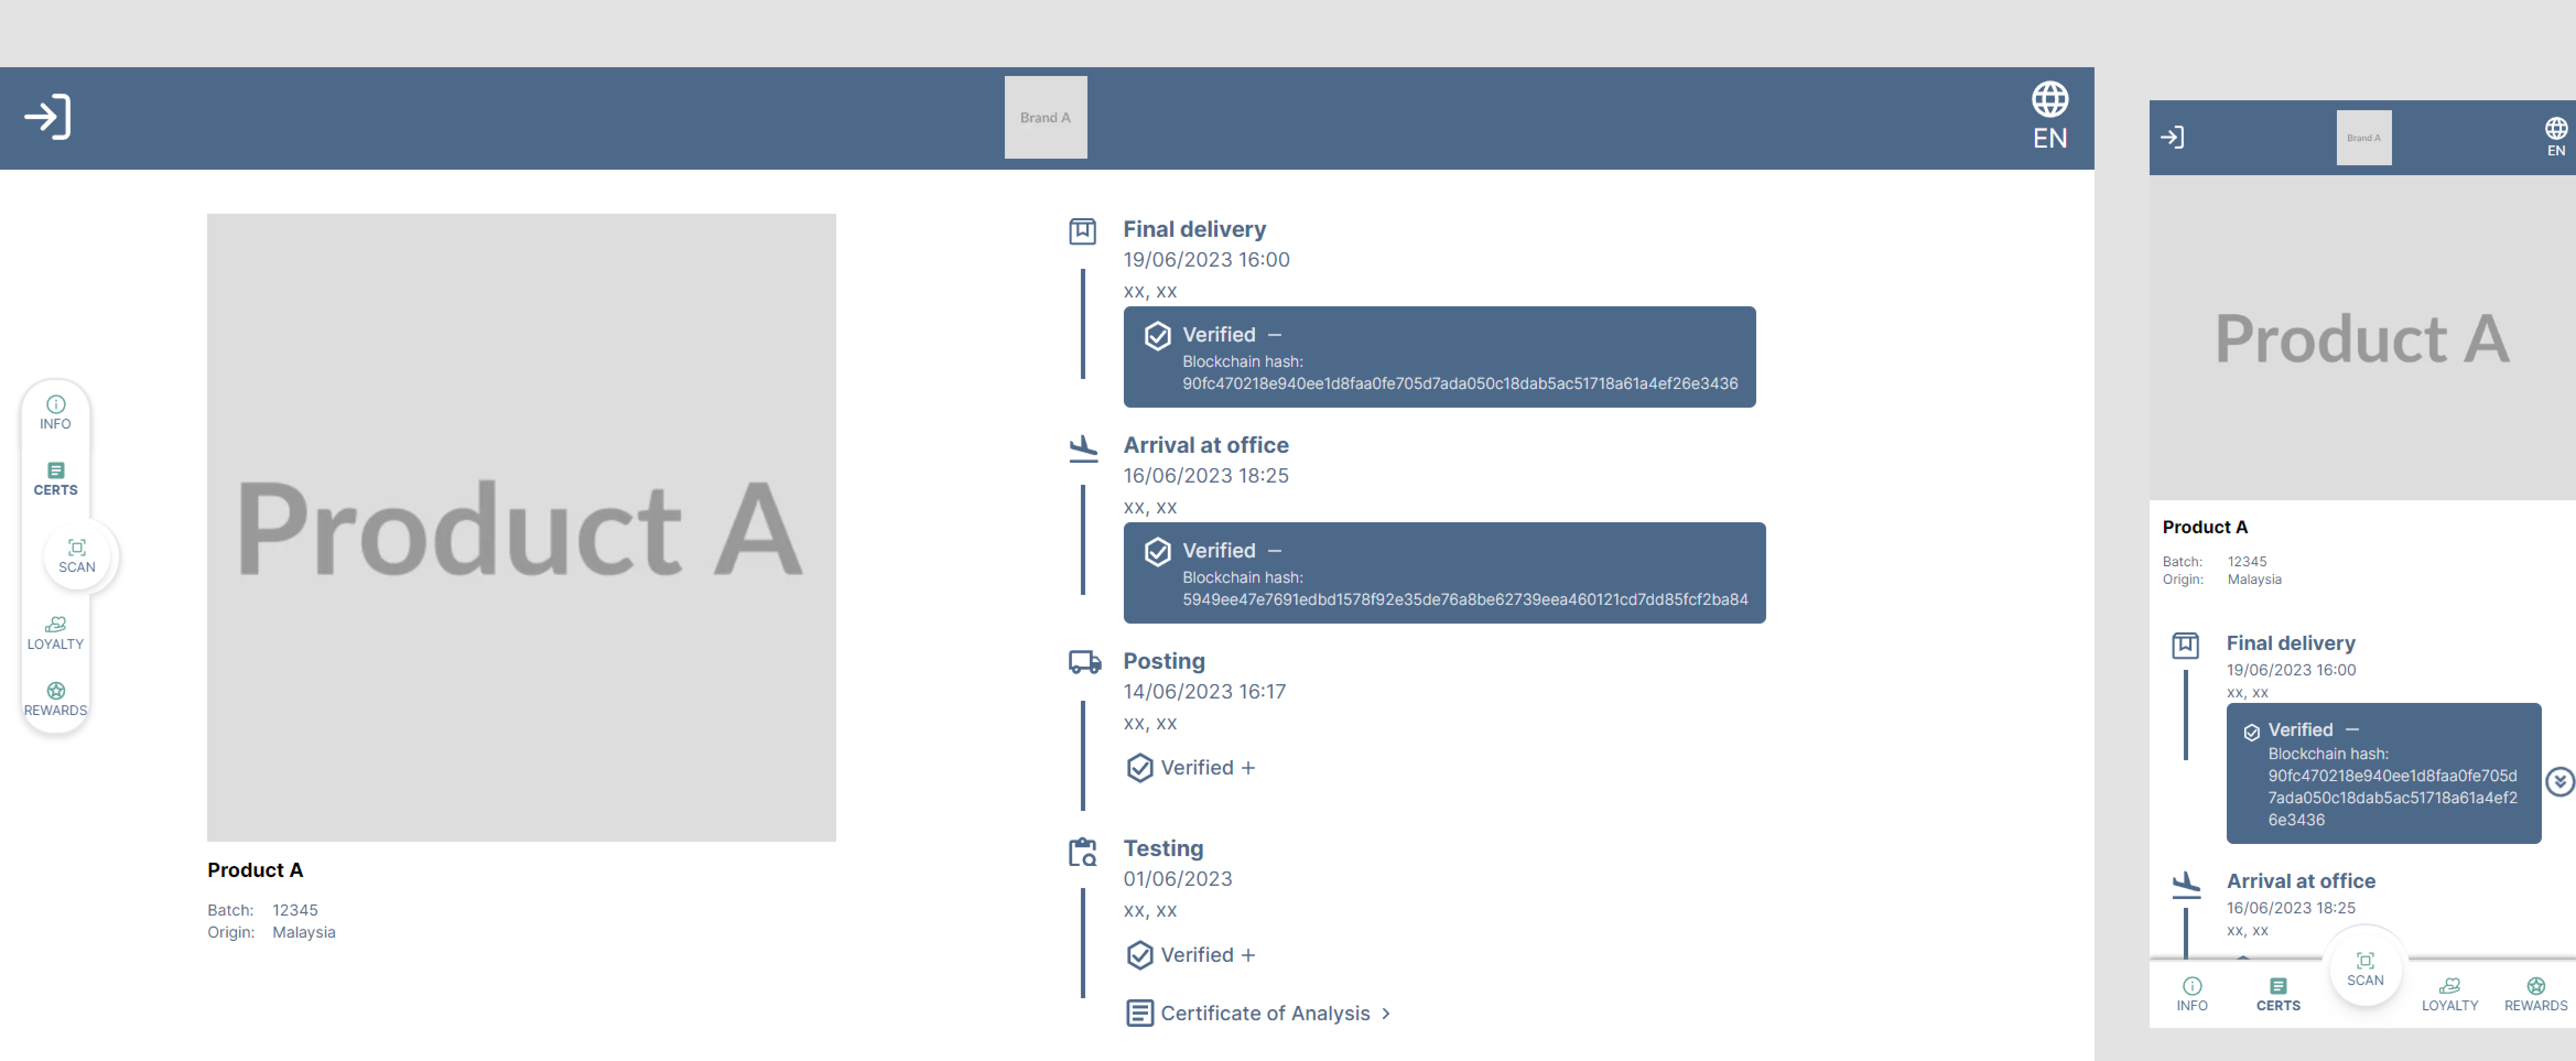 Brand A
EN
INFO
CERTS
SCAN
LOYALTY
REWARDS
Product A
Product A
Batch: 12345
Origin: Malaysia
Final delivery
19/06/2023 16:00
xx, xx
Verified −
Blockchain hash:
90fc470218e940ee1d8faa0fe705d7ada050c18dab5ac51718a61a4ef26e3436
Arrival at office
16/06/2023 18:25
xx, xx
Verified −
Blockchain hash:
5949ee47e7691edbd1578f92e35de76a8be62739eea460121cd7dd85fcf2ba84
Posting
14/06/2023 16:17
xx, xx
Verified +
Testing
01/06/2023
xx, xx
Verified +
Certificate of Analysis >
Brand A
EN
Product A
Product A
Batch: 12345
Origin: Malaysia
Final delivery
19/06/2023 16:00
xx, xx
Verified −
Blockchain hash:
90fc470218e940ee1d8faa0fe705d
7ada050c18dab5ac51718a61a4ef2
6e3436
Arrival at office
16/06/2023 18:25
xx, xx
INFO
CERTS
SCAN
LOYALTY
REWARDS